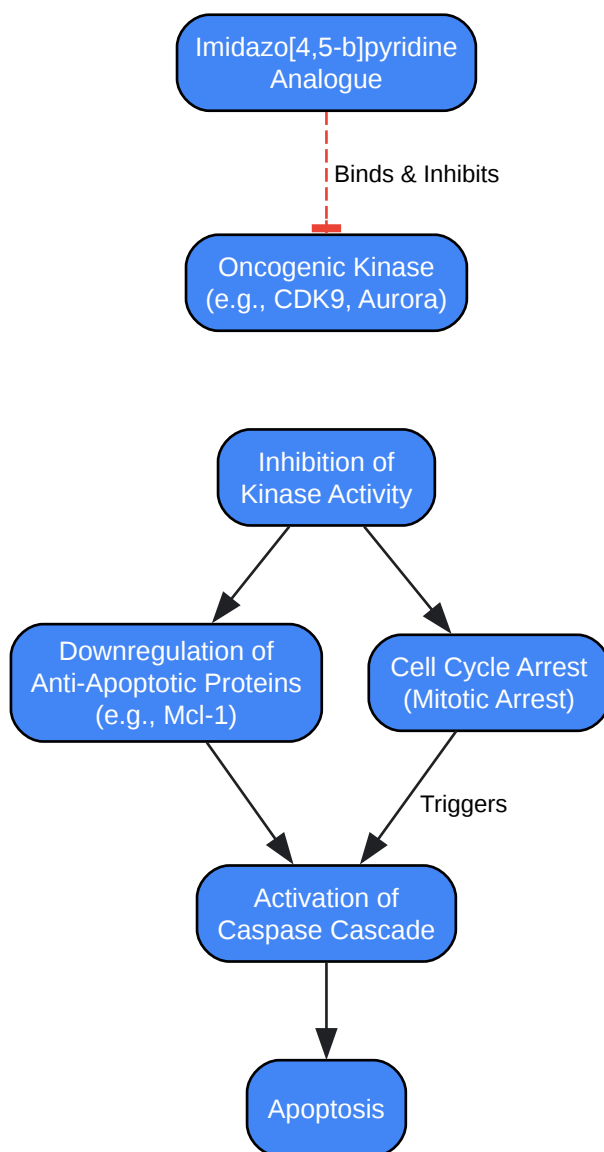 Imidazo[4,5-b]pyridine
Analogue
Binds & Inhibits
Oncogenic Kinase
(e.g., CDK9, Aurora)
Inhibition of
Kinase Activity
Downregulation of
Anti-Apoptotic Proteins
(e.g., Mcl-1)
Cell Cycle Arrest
(Mitotic Arrest)
Triggers
Activation of
Caspase Cascade
Apoptosis